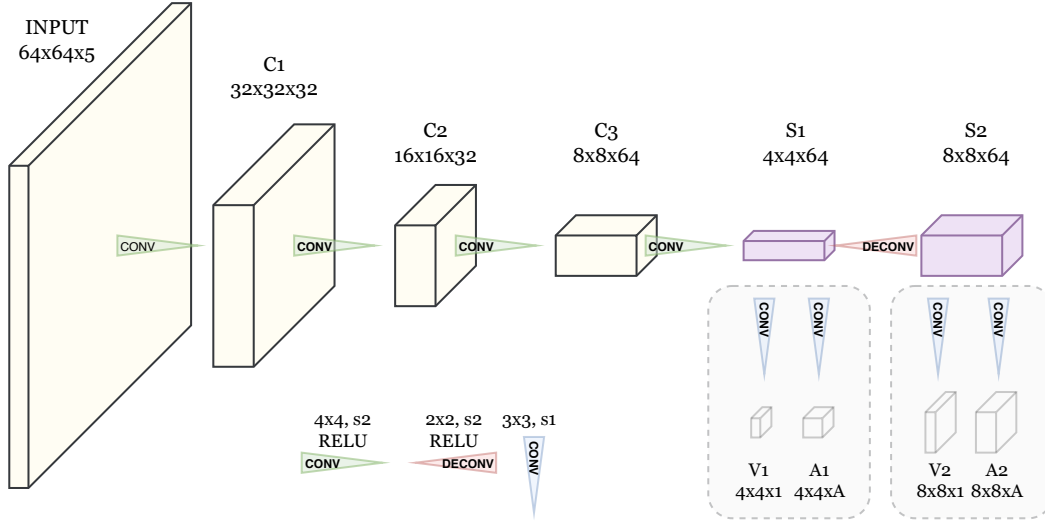 INPUT
64x64x5
C1
32x32x32
C2
16x16x32
C3
8x8x64
S1
4x4x64
S2
8x8x64
CONV
CONV
CONV
CONV
DECONV
CONV
CONV
CONV
CONV
4x4, s2
RELU
CONV
2x2, s2
RELU
DECONV
3x3, s1
CONV
V1
4x4x1
A1
4x4xA
V2
8x8x1
A2
8x8xA